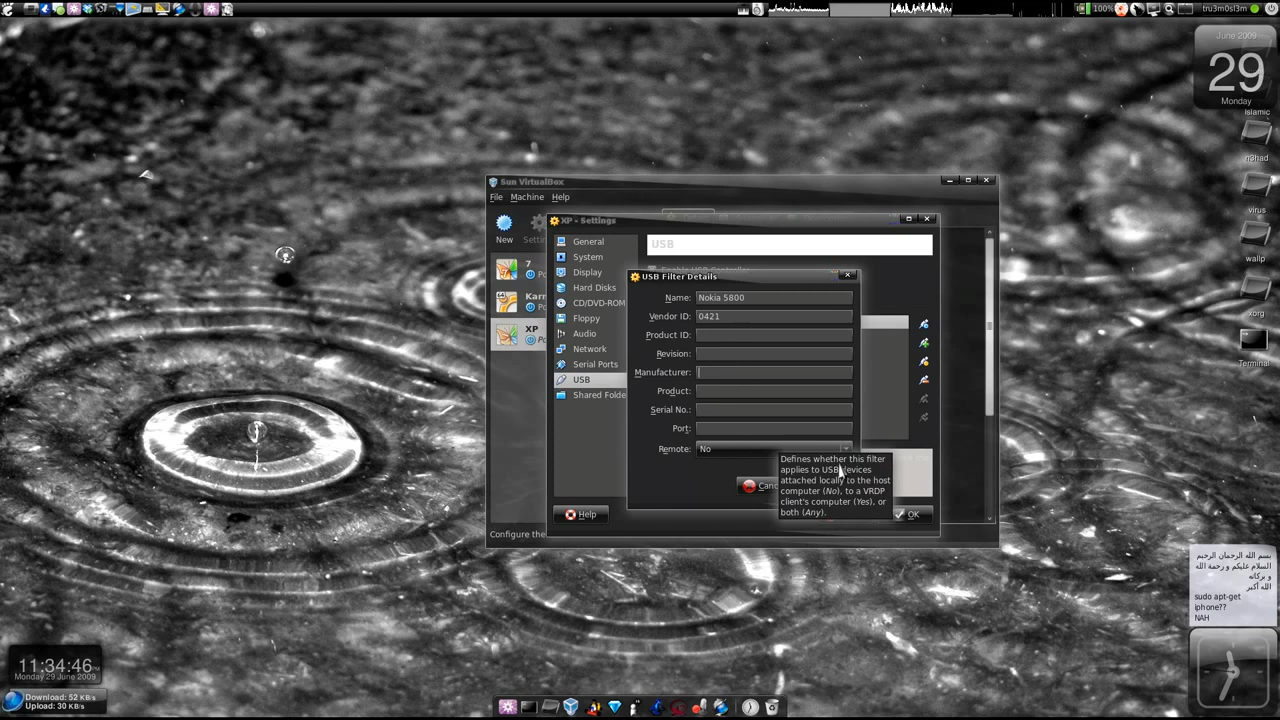 100%
tru3m0sl3m
June 2009
29
Monday
Islamic
n3had
virus
wallp
xorg
Terminal
Sun VirtualBox
File Machine Help
New
7
XP
Configure the
XP - Settings
General
System
Display
Hard Disks
CD/DVD-ROM
Floppy
Audio
Network
Serial Ports
USB
Shared Folde
USB
Help
OK
USB Filter Details
Name: Nokia 5800
Vendor ID: 0421
Product ID:
Revision:
Manufacturer:
Product:
Serial No.:
Port:
Remote: No
Defines whether this filter
applies to USB devices
attached locally to the host
computer (No), to a VRDP
client's computer (Yes), or
both (Any).
بسم الله الرحمان الرحيم
السلام عليكم و رحمة الله
و بركاته
الله أكبر
sudo apt-get
iphone??
NAH
11:34:46
Monday 29 June 2009
Download: 52 KB/s
Upload: 30 KB/s